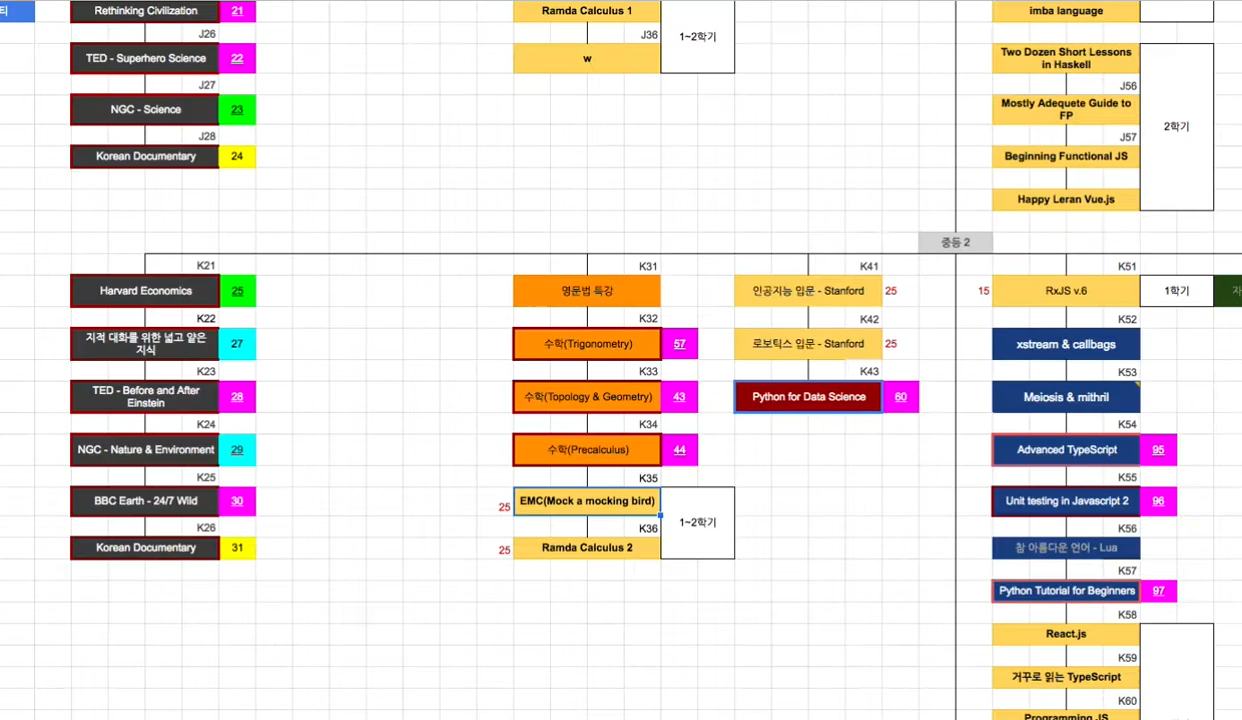 티
Rethinking Civilization
21
J26
TED - Superhero Science
22
J27
NGC - Science
23
J28
Korean Documentary
24
Ramda Calculus 1
J36
w
1~2학기
imba language
Two Dozen Short Lessons
in Haskell
J56
Mostly Adequete Guide to
FP
J57
Beginning Functional JS
Happy Leran Vue.js
2학기
중등 2
K21
Harvard Economics
25
K22
지적 대화를 위한 넓고 얕은
지식
27
K23
TED - Before and After
Einstein
28
K24
NGC - Nature & Environment
29
K25
BBC Earth - 24/7 Wild
30
K26
Korean Documentary
31
K31
영문법 특강
K32
수학(Trigonometry)
57
K33
수학(Topology & Geometry)
43
K34
수학(Precalculus)
44
K35
25
EMC(Mock a mocking bird)
K36
25
Ramda Calculus 2
1~2학기
K41
인공지능 입문 - Stanford
25
K42
로보틱스 입문 - Stanford
25
K43
Python for Data Science
60
K51
15
RxJS v.6
1학기
자
K52
xstream & callbags
K53
Meiosis & mithril
K54
Advanced TypeScript
95
K55
Unit testing in Javascript 2
96
K56
참 아름다운 언어 - Lua
K57
Python Tutorial for Beginners
97
K58
React.js
K59
거꾸로 읽는 TypeScript
K60
Programming JS